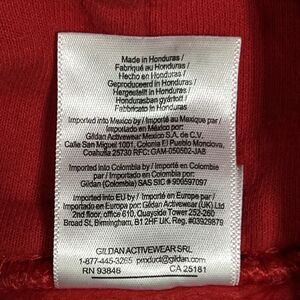 Made in Honduras/
Fabriqué au Honduras/
Hecho en Honduras/
Geproduceerd in Honduras/
Hergestellt in Honduras/
Hondurasban gyártott/
Fabricado em Honduras
Imported into Mexico by / Importé au Mexique par /
Importado en México por:
Gildan Activewear Mexico S.A. de C.V.
Calle San Miguel 1001, Colonia El Pueblo Monclova,
Coahuila 25730 RFC: GAM-050502-JA8
Imported into Colombia by / Importé en Colombie
par / Importado en Colombia por:
Gildan (Colombia) SAS SIC # 900597097
Imported into EU by / Importé en Europe par /
Importado en Europa por: Gildan Activewear (UK) Ltd
2nd floor, office 610, Quayside Tower 252-260
Broad St, Birmingham, B1 2HF UK, Reg. #03929879
GILDAN ACTIVEWEAR SRL
1-877-445-3265 product@gildan.com
RN 93846 CA 25181